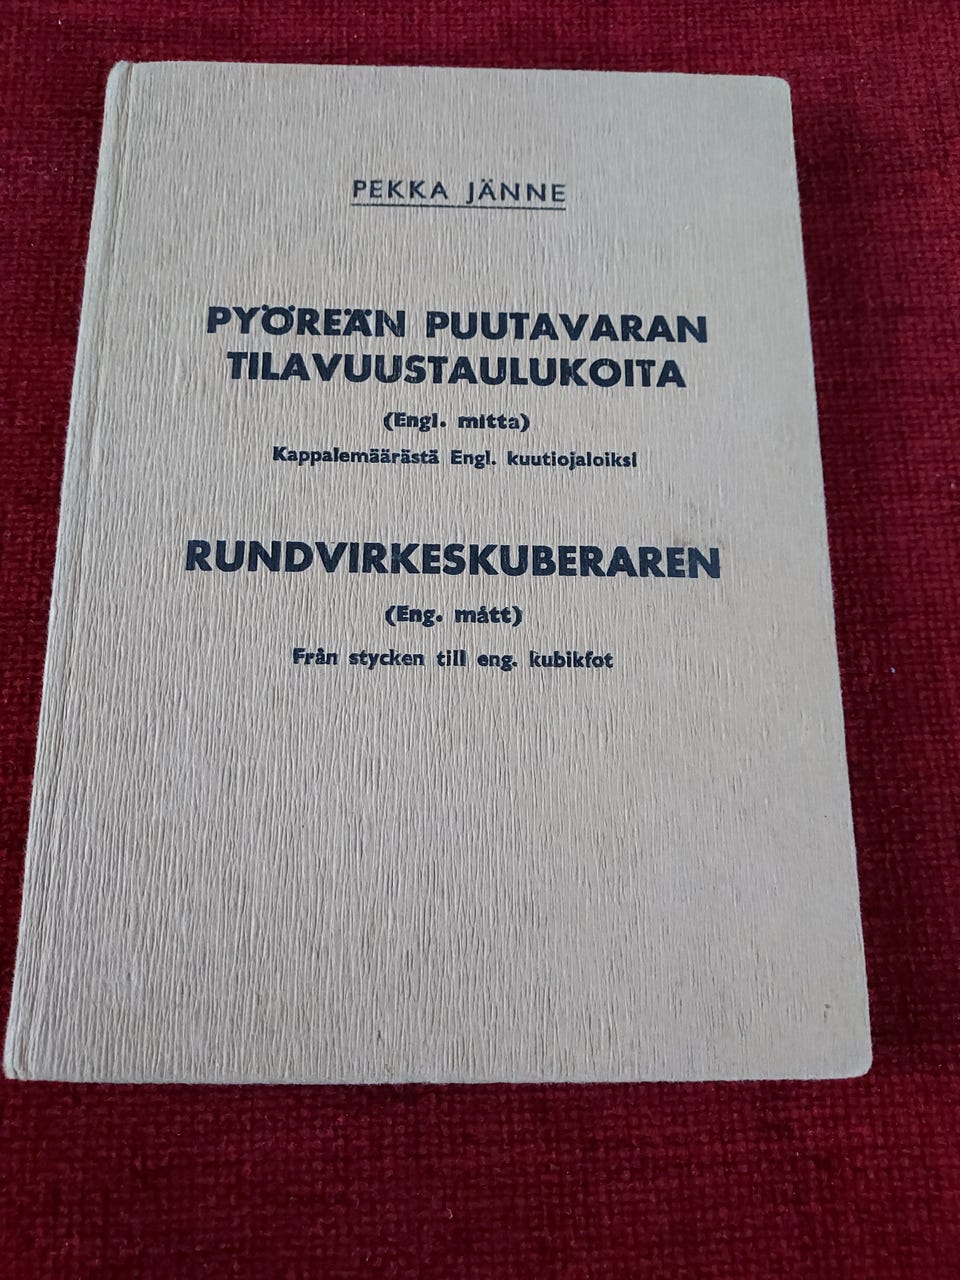 PEKKA JÄNNE
PYÖREÄN PUUTAVARAN
TILAVUUSTAULUKOITA
(Engl. mitta)
Kappalemäärästä Engl. kuutiojaloiksi
RUNDVIRKESKUBERAREN
(Eng. mått)
Från stycken till eng. kubikfot